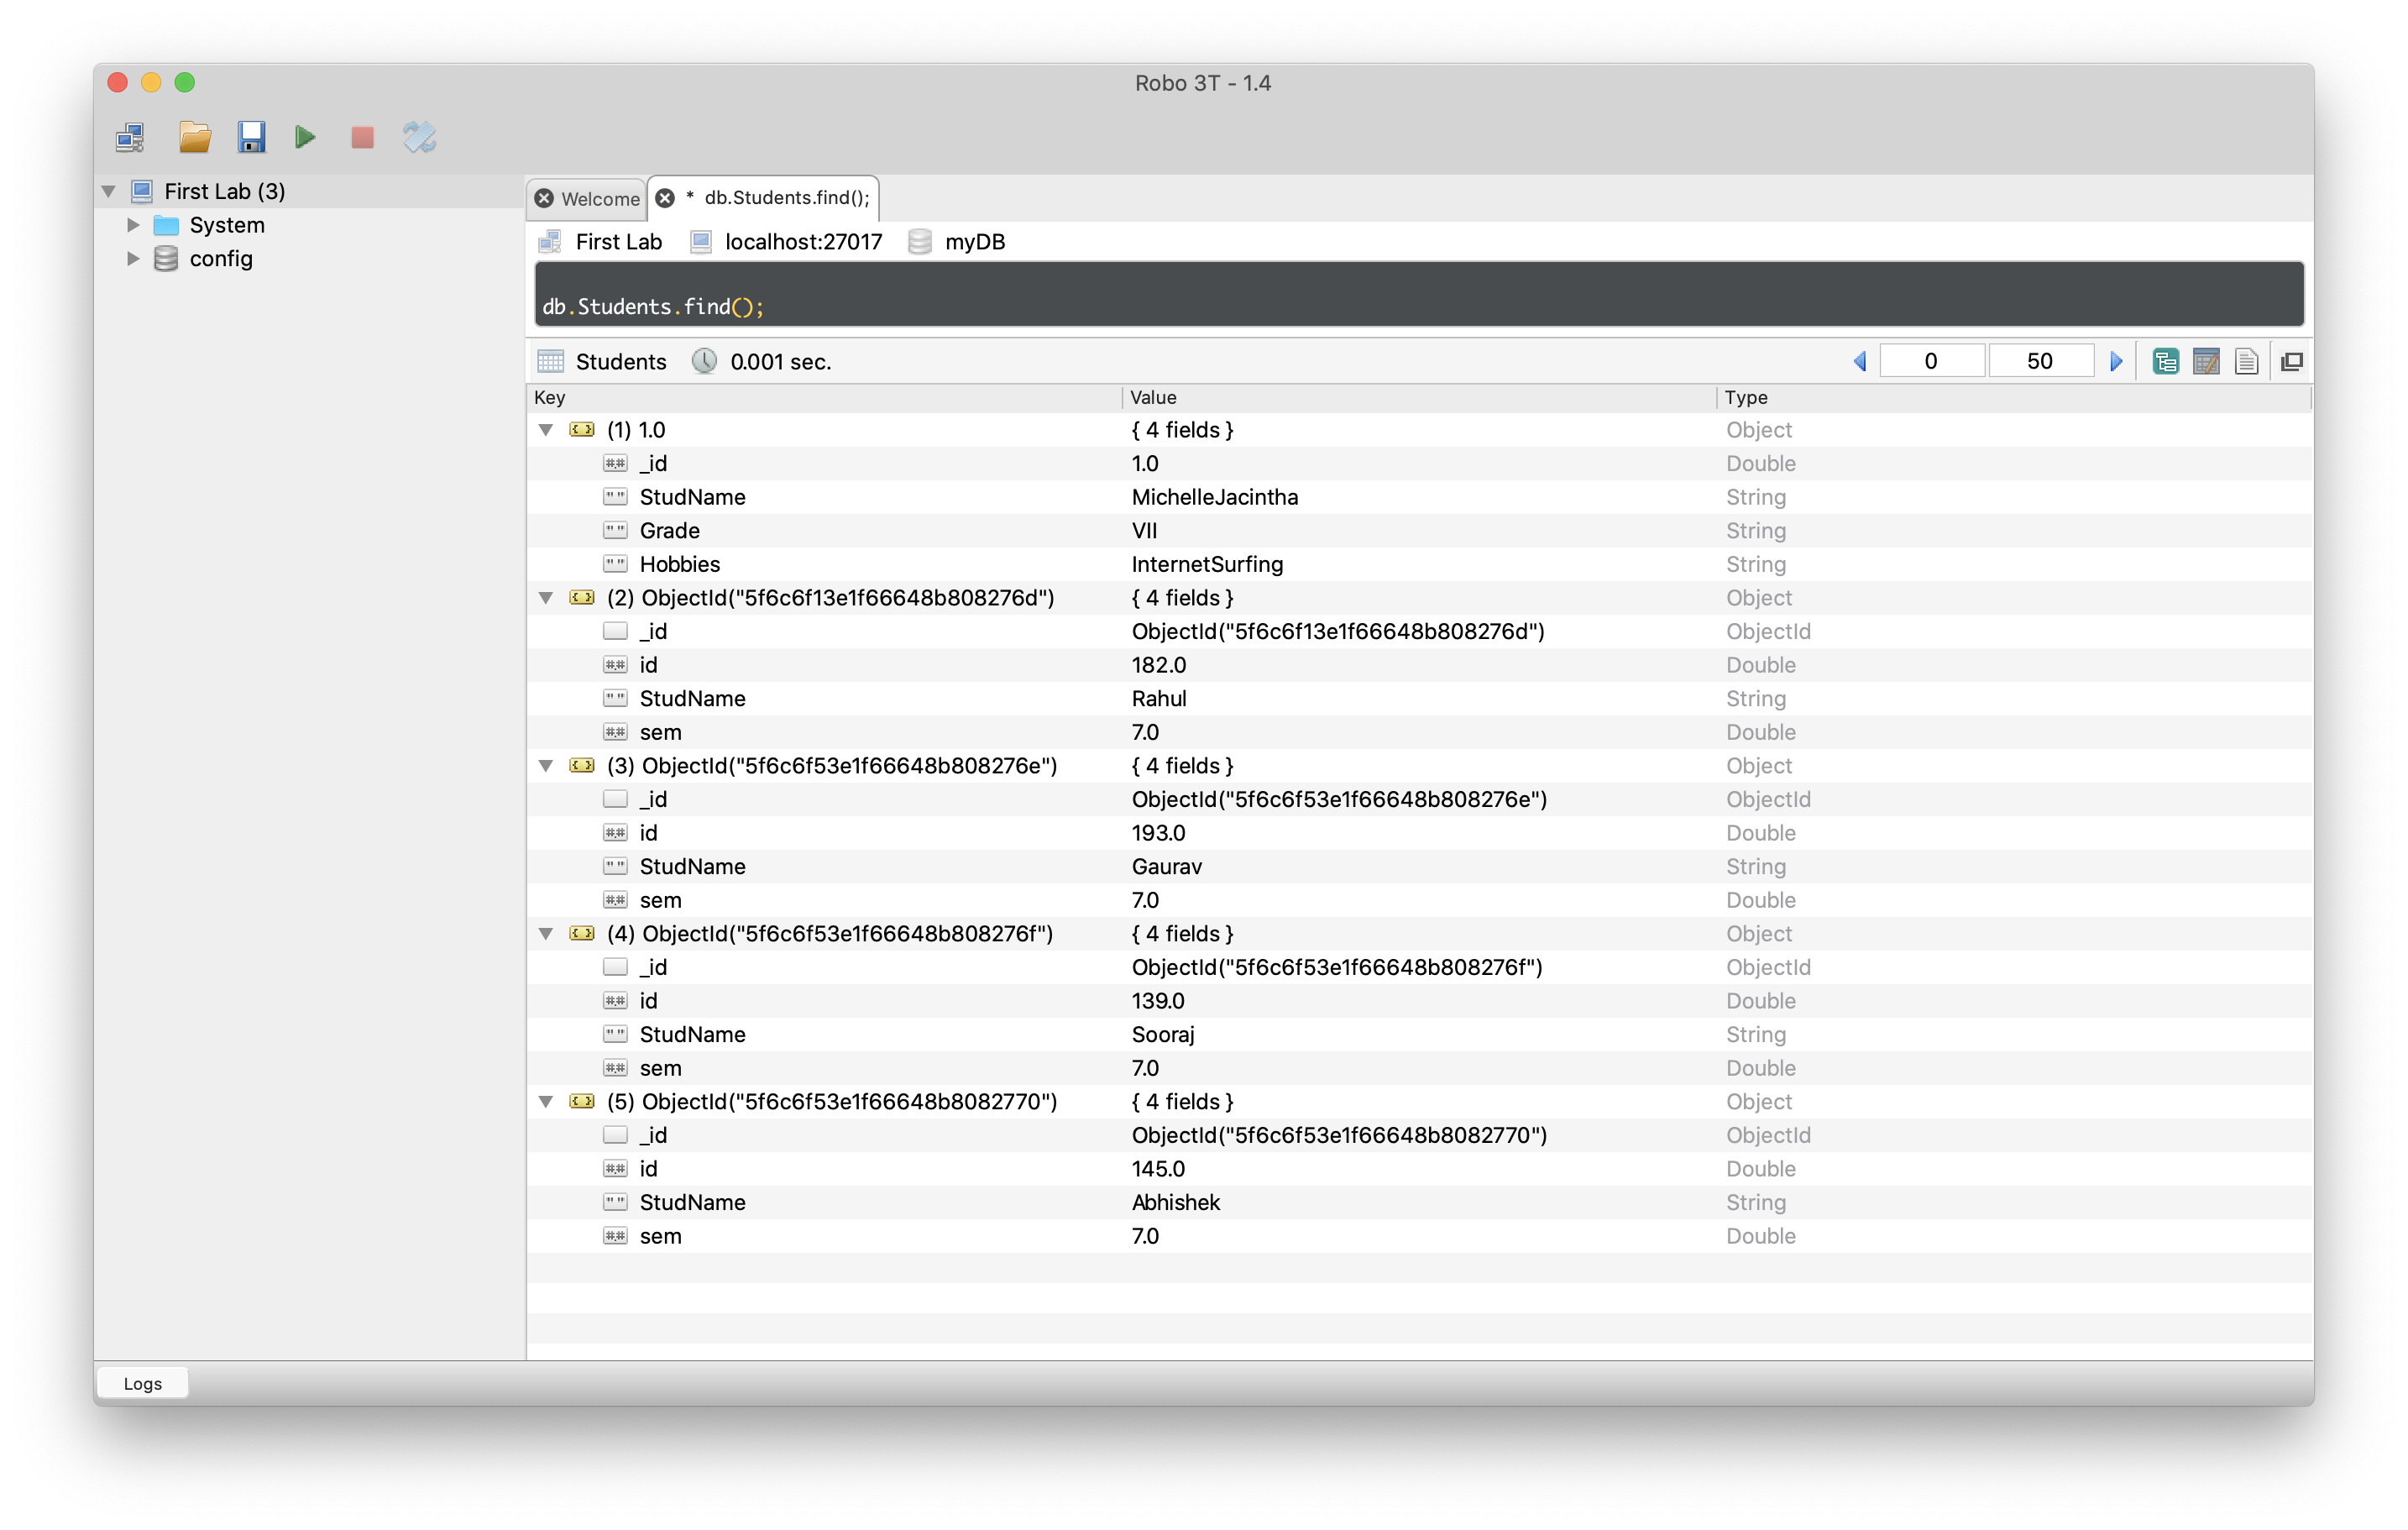 Robo 3T - 1.4
First Lab (3)
System
config
Welcome
* db.Students.find();
First Lab localhost:27017 myDB
db.Students.find();
Students 0.001 sec. 0 50
Key Value Type
(1) 1.0 { 4 fields } Object
_id 1.0 Double
StudName MichelleJacintha String
Grade VII String
Hobbies InternetSurfing String
(2) ObjectId("5f6c6f13e1f66648b808276d") { 4 fields } Object
_id ObjectId("5f6c6f13e1f66648b808276d") ObjectId
id 182.0 Double
StudName Rahul String
sem 7.0 Double
(3) ObjectId("5f6c6f53e1f66648b808276e") { 4 fields } Object
_id ObjectId("5f6c6f53e1f66648b808276e") ObjectId
id 193.0 Double
StudName Gaurav String
sem 7.0 Double
(4) ObjectId("5f6c6f53e1f66648b808276f") { 4 fields } Object
_id ObjectId("5f6c6f53e1f66648b808276f") ObjectId
id 139.0 Double
StudName Sooraj String
sem 7.0 Double
(5) ObjectId("5f6c6f53e1f66648b8082770") { 4 fields } Object
_id ObjectId("5f6c6f53e1f66648b8082770") ObjectId
id 145.0 Double
StudName Abhishek String
sem 7.0 Double
Logs